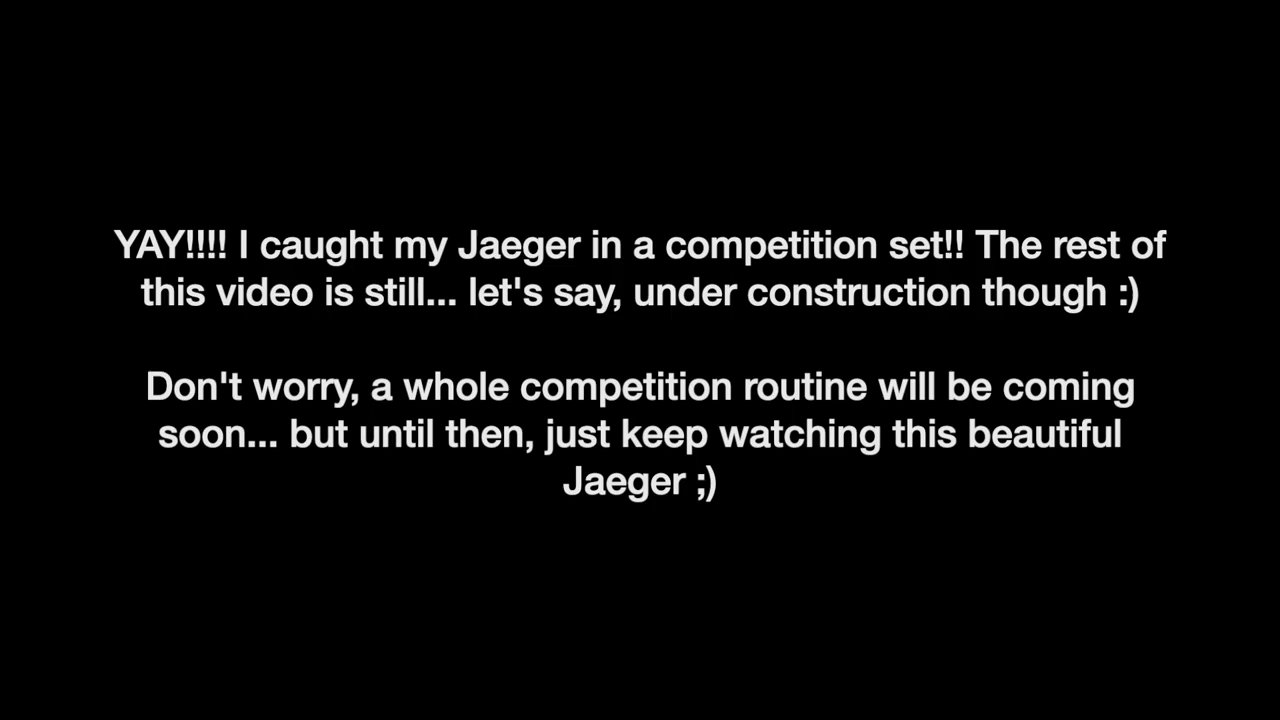 YAY!!!! I caught my Jaeger in a competition set!! The rest of
this video is still... let's say, under construction though :)
Don't worry, a whole competition routine will be coming
soon... but until then, just keep watching this beautiful
Jaeger ;)